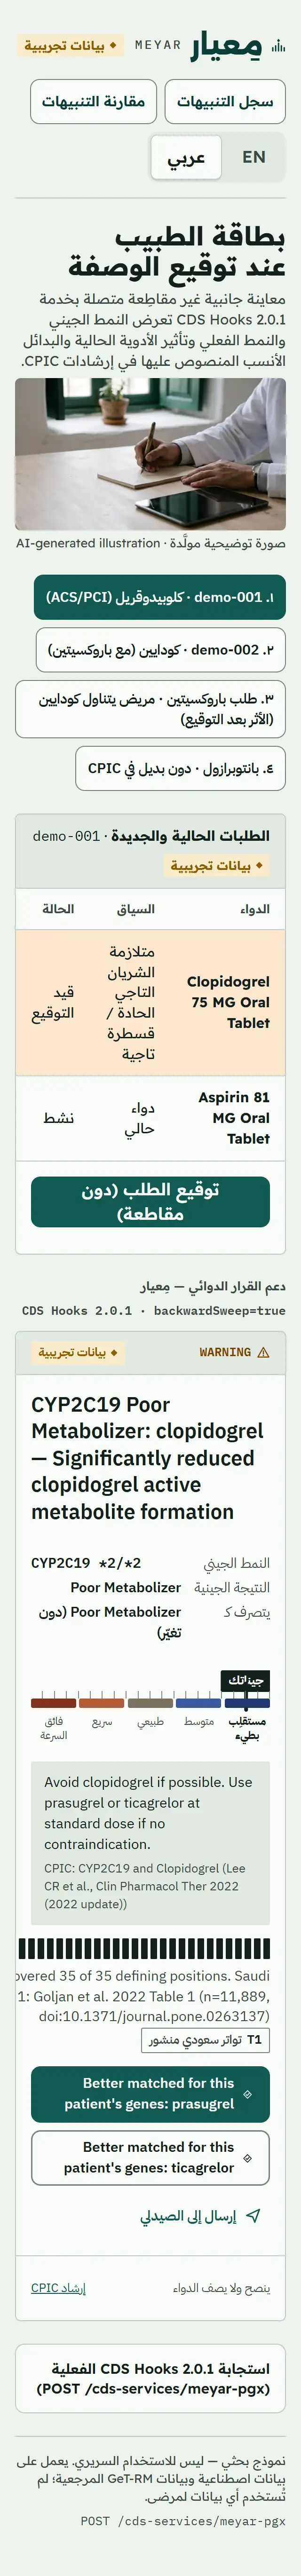 مِعيار MEYAR بيانات تجريبية
سجل التنبيهات
مقارنة التنبيهات
EN
عربي
بطاقة الطبيب
عند توقيع الوصفة
معاينة جانبية غير مقاطِعة متصلة بخدمة
CDS Hooks 2.0.1 تعرض النمط الجيني
والنمط الفعلي وتأثير الأدوية الحالية والبدائل
الأنسب المنصوص عليها في إرشادات CPIC.
صورة توضيحية مولَّدة · AI-generated illustration
١. demo-001 · كلوبيدوقريل (ACS/PCI)
٢. demo-002 · كودايين (مع باروكسيتين)
٣. طلب باروكسيتين · مريض يتناول كودايين
(الأثر بعد التوقيع)
٤. بانتوبرازول · دون بديل في CPIC
الطلبات الحالية والجديدة · demo-001
بيانات تجريبية
الدواء
السياق
الحالة
Clopidogrel
75 MG Oral
Tablet
متلازمة
الشريان
التاجي
الحادة /
قسطرة
تاجية
قيد
التوقيع
Aspirin 81
MG Oral
Tablet
دواء
حالي
نشط
توقيع الطلب (دون
مقاطعة)
دعم القرار الدوائي — مِعيار
CDS Hooks 2.0.1 · backwardSweep=true
WARNING
بيانات تجريبية
CYP2C19 Poor
Metabolizer: clopidogrel
— Significantly reduced
clopidogrel active
metabolite formation
النمط الجيني CYP2C19 *2/*2
النتيجة الجينية Poor Metabolizer
يتصرف كـ Poor Metabolizer (دون
تغيّر)
جيناتك
مستقلِب
بطيء
متوسط
طبيعي
سريع
فائق
السرعة
Avoid clopidogrel if possible. Use
prasugrel or ticagrelor at
standard dose if no
contraindication.
CPIC: CYP2C19 and Clopidogrel (Lee
CR et al., Clin Pharmacol Ther 2022
(2022 update))
overed 35 of 35 defining positions. Saudi
1: Goljan et al. 2022 Table 1 (n=11,889,
doi:10.1371/journal.pone.0263137)
T1 تواتر سعودي منشور
Better matched for this
patient's genes: prasugrel
Better matched for this
patient's genes: ticagrelor
إرسال إلى الصيدلي
ينصح ولا يصف الدواء
إرشاد CPIC
استجابة CDS Hooks 2.0.1 الفعلية
(POST /cds-services/meyar-pgx)
نموذج بحثي — ليس للاستخدام السريري. يعمل على
بيانات اصطناعية وبيانات GeT-RM المرجعية؛ لم
تُستخدم أي بيانات لمرضى.
POST /cds-services/meyar-pgx